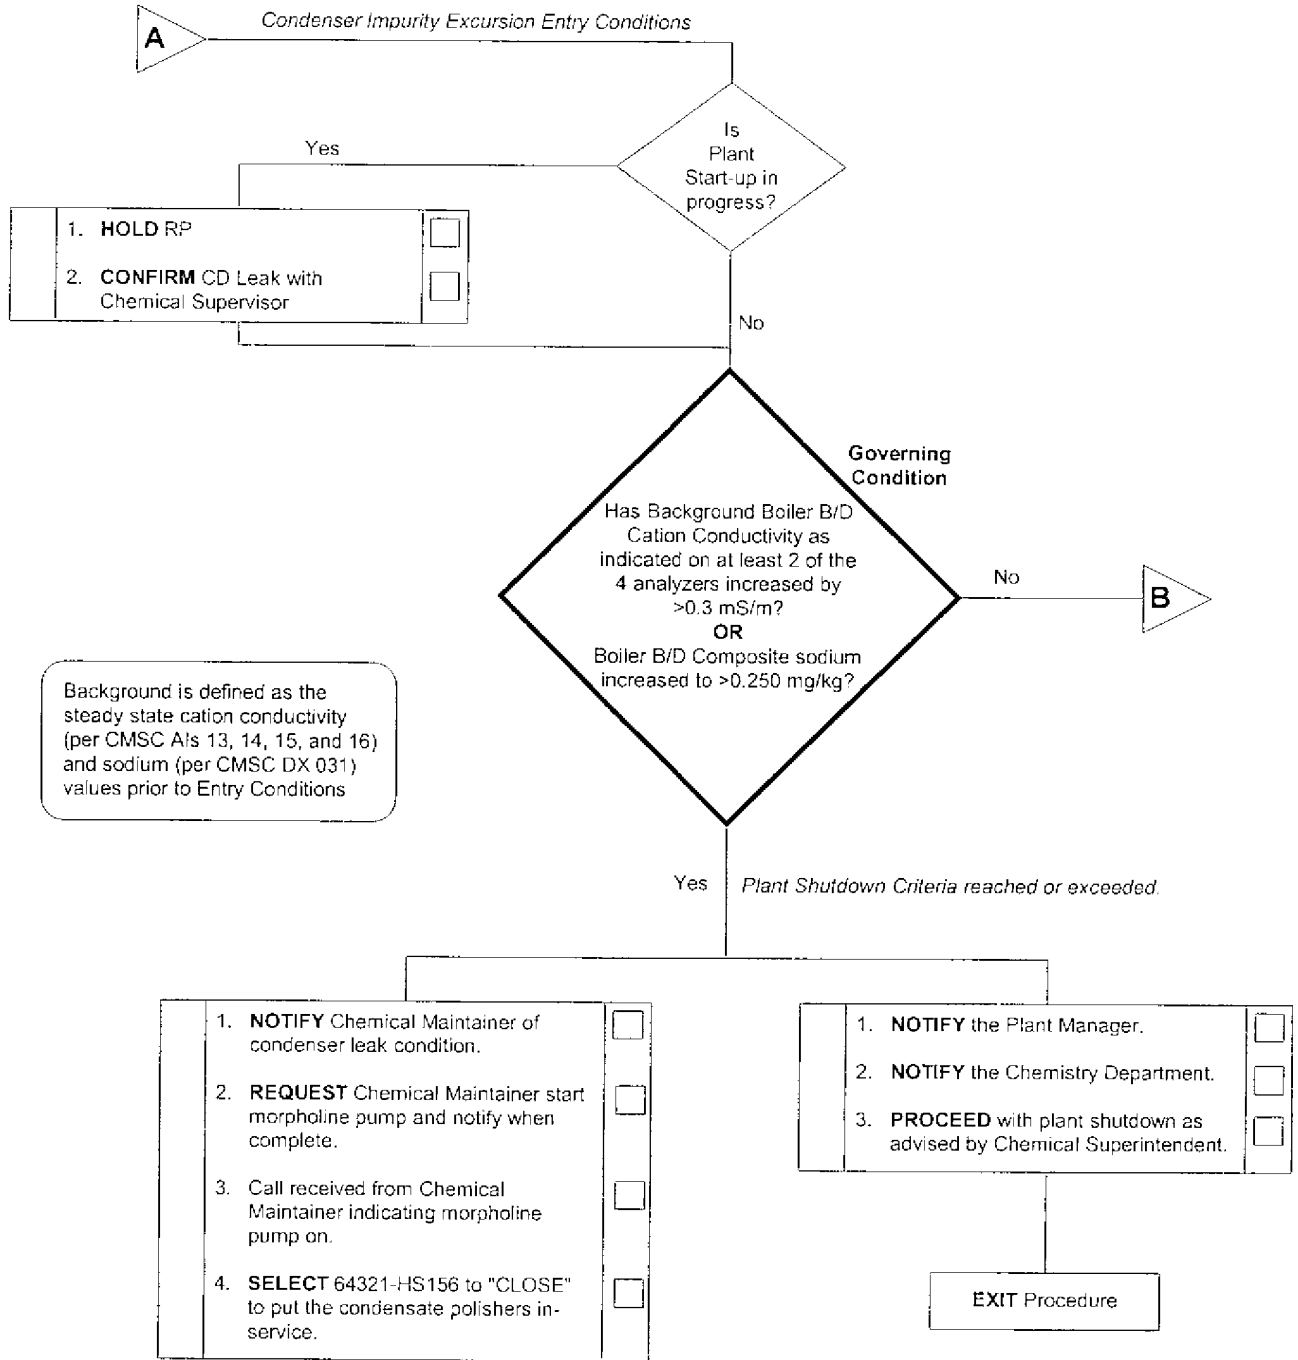 A
Condenser Impurity Excursion Entry Conditions
Is
Plant
Start-up in
progress?
Yes
1. HOLD RP
2. CONFIRM CD Leak with
Chemical Supervisor
No
Governing
Condition
Has Background Boiler B/D
Cation Conductivity as
indicated on at least 2 of the
4 analyzers increased by
>0.3 mS/m?
OR
Boiler B/D Composite sodium
increased to >0.250 mg/kg?
No
B
Background is defined as the
steady state cation conductivity
(per CMSC AIs 13, 14, 15, and 16)
and sodium (per CMSC DX 031)
values prior to Entry Conditions
Yes
Plant Shutdown Criteria reached or exceeded.
1. NOTIFY Chemical Maintainer of
condenser leak condition.
2. REQUEST Chemical Maintainer start
morpholine pump and notify when
complete.
3. Call received from Chemical
Maintainer indicating morpholine
pump on.
4. SELECT 64321-HS156 to "CLOSE"
to put the condensate polishers in-
service.
1. NOTIFY the Plant Manager.
2. NOTIFY the Chemistry Department.
3. PROCEED with plant shutdown as
advised by Chemical Superintendent.
EXIT Procedure